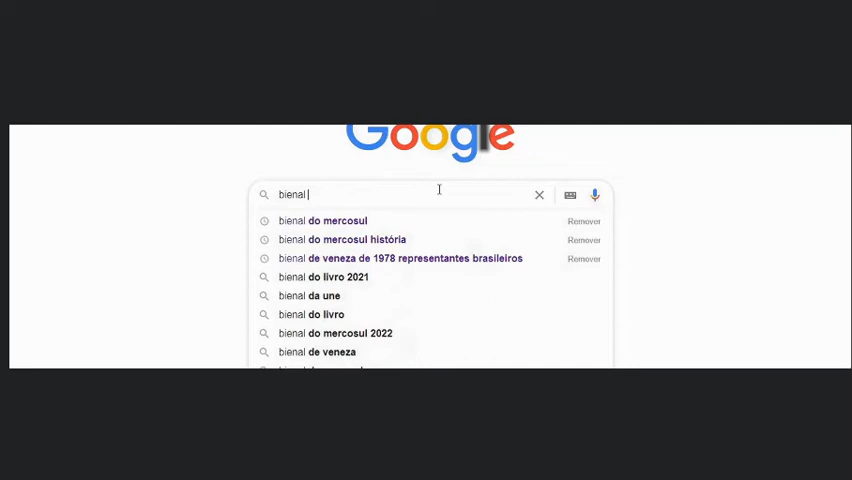 Google
bienal
bienal do mercosul Remover
bienal do mercosul história Remover
bienal de veneza de 1978 representantes brasileiros Remover
bienal do livro 2021
bienal da une
bienal do livro
bienal do mercosul 2022
bienal de veneza